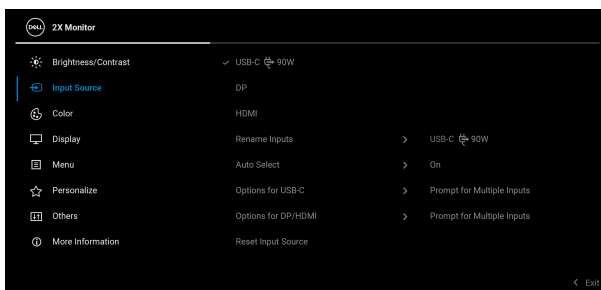 DELL 2X Monitor
Brightness/Contrast USB-C 90W
Input Source DP
Color HDMI
Display Rename Inputs USB-C 90W
Menu Auto Select On
Personalize Options for USB-C Prompt for Multiple Inputs
Others Options for DP/HDMI Prompt for Multiple Inputs
More Information Reset Input Source
Exit